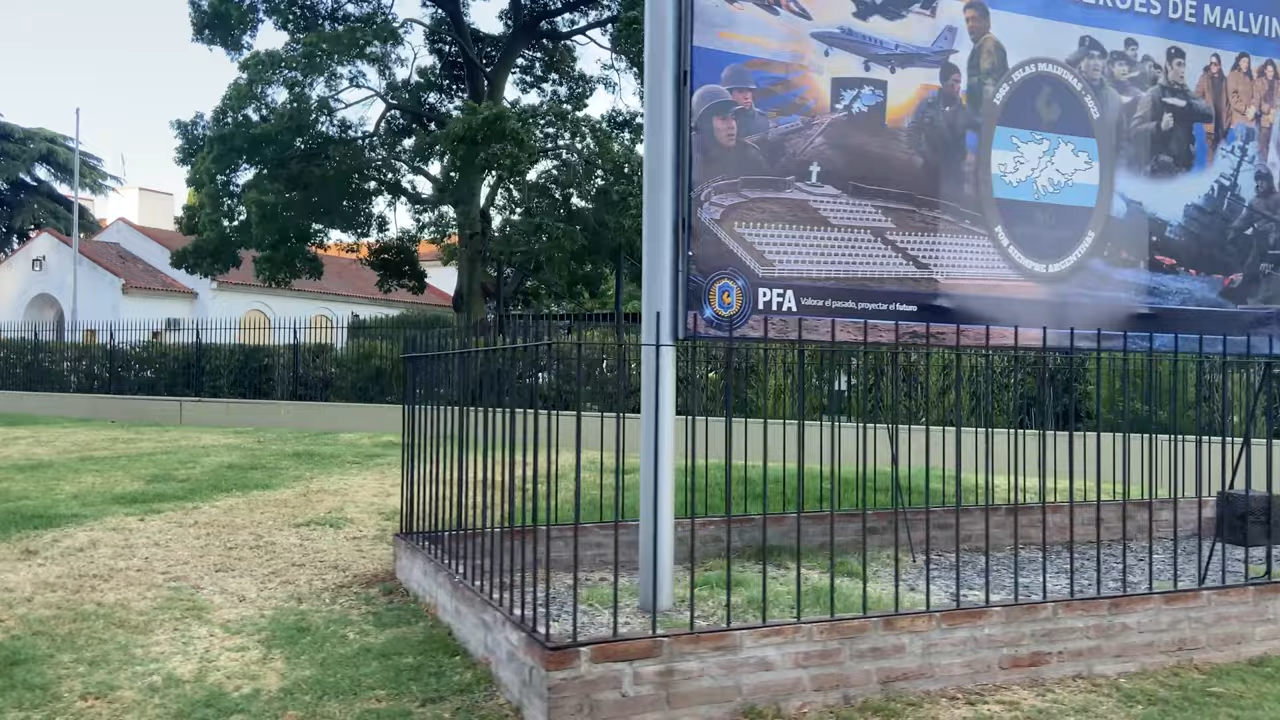 HÉROES DE MALVIN
1982 · ISLAS MALVINAS · 2022
POR SIEMPRE ARGENTINAS
PFA Valorar el pasado, proyectar el futuro